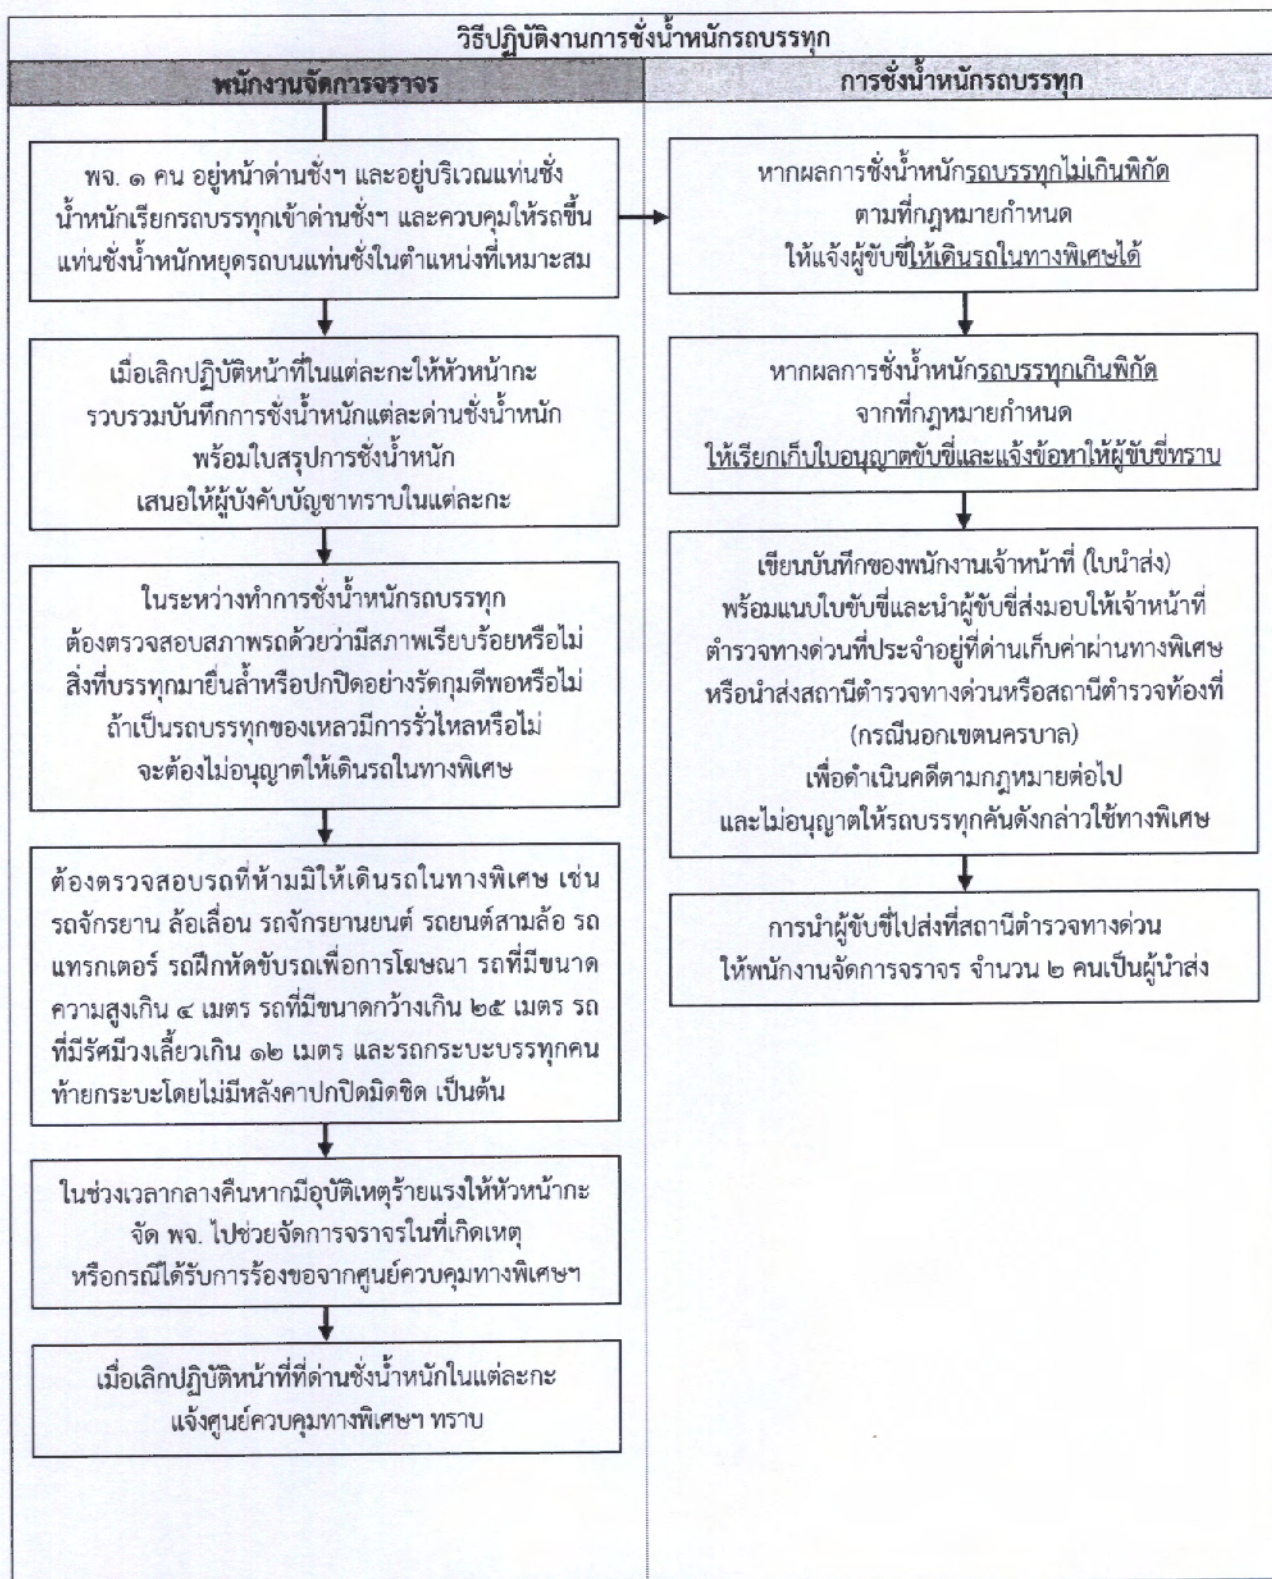 วิธีปฏิบัติงานการชั่งน้ำหนักรถบรรทุก
พนักงานจัดการจราจร
พจ. ๑ คน อยู่หน้าด่านชั่งฯ และอยู่บริเวณแท่นชั่ง
น้ำหนักเรียกรถบรรทุกเข้าด่านชั่งฯ และควบคุมให้รถขึ้น
แท่นชั่งน้ำหนักหยุดรถบนแท่นชั่งในตำแหน่งที่เหมาะสม
เมื่อเลิกปฏิบัติหน้าที่ในแต่ละกะให้หัวหน้ากะ
รวบรวมบันทึกการชั่งน้ำหนักแต่ละด่านชั่งน้ำหนัก
พร้อมใบสรุปการชั่งน้ำหนัก
เสนอให้ผู้บังคับบัญชาทราบในแต่ละกะ
ในระหว่างทำการชั่งน้ำหนักรถบรรทุก
ต้องตรวจสอบสภาพรถด้วยว่ามีสภาพเรียบร้อยหรือไม่
สิ่งที่บรรทุกมายื่นล้ำหรือปกปิดอย่างรัดกุมดีพอหรือไม่
ถ้าเป็นรถบรรทุกของเหลวมีการรั่วไหลหรือไม่
จะต้องไม่อนุญาตให้เดินรถในทางพิเศษ
ต้องตรวจสอบรถที่ห้ามมิให้เดินรถในทางพิเศษ เช่น
รถจักรยาน ล้อเลื่อน รถจักรยานยนต์ รถยนต์สามล้อ รถ
แทรกเตอร์ รถฝึกหัดขับรถเพื่อการโฆษณา รถที่มีขนาด
ความสูงเกิน ๔ เมตร รถที่มีขนาดกว้างเกิน ๒๕ เมตร รถ
ที่มีรัศมีวงเลี้ยวเกิน ๑๒ เมตร และรถกระบะบรรทุกคน
ท้ายกระบะโดยไม่มีหลังคาปกปิดมิดชิด เป็นต้น
ในช่วงเวลากลางคืนหากมีอุบัติเหตุร้ายแรงให้หัวหน้ากะ
จัด พจ. ไปช่วยจัดการจราจรในที่เกิดเหตุ
หรือกรณีได้รับการร้องขอจากศูนย์ควบคุมทางพิเศษฯ
เมื่อเลิกปฏิบัติหน้าที่ที่ด่านชั่งน้ำหนักในแต่ละกะ
แจ้งศูนย์ควบคุมทางพิเศษฯ ทราบ
การชั่งน้ำหนักรถบรรทุก
หากผลการชั่งน้ำหนักรถบรรทุกไม่เกินพิกัด
ตามที่กฎหมายกำหนด
ให้แจ้งผู้ขับขี่ให้เดินรถในทางพิเศษได้
หากผลการชั่งน้ำหนักรถบรรทุกเกินพิกัด
จากที่กฎหมายกำหนด
ให้เรียกเก็บใบอนุญาตขับขี่และแจ้งข้อหาให้ผู้ขับขี่ทราบ
เขียนบันทึกของพนักงานเจ้าหน้าที่ (ใบนำส่ง)
พร้อมแนบใบขับขี่และนำผู้ขับขี่ส่งมอบให้เจ้าหน้าที่
ตำรวจทางด่วนที่ประจำอยู่ที่ด่านเก็บค่าผ่านทางพิเศษ
หรือนำส่งสถานีตำรวจทางด่วนหรือสถานีตำรวจท้องที่
(กรณีนอกเขตนครบาล)
เพื่อดำเนินคดีตามกฎหมายต่อไป
และไม่อนุญาตให้รถบรรทุกคันดังกล่าวใช้ทางพิเศษ
การนำผู้ขับขี่ไปส่งที่สถานีตำรวจทางด่วน
ให้พนักงานจัดการจราจร จำนวน ๒ คนเป็นผู้นำส่ง